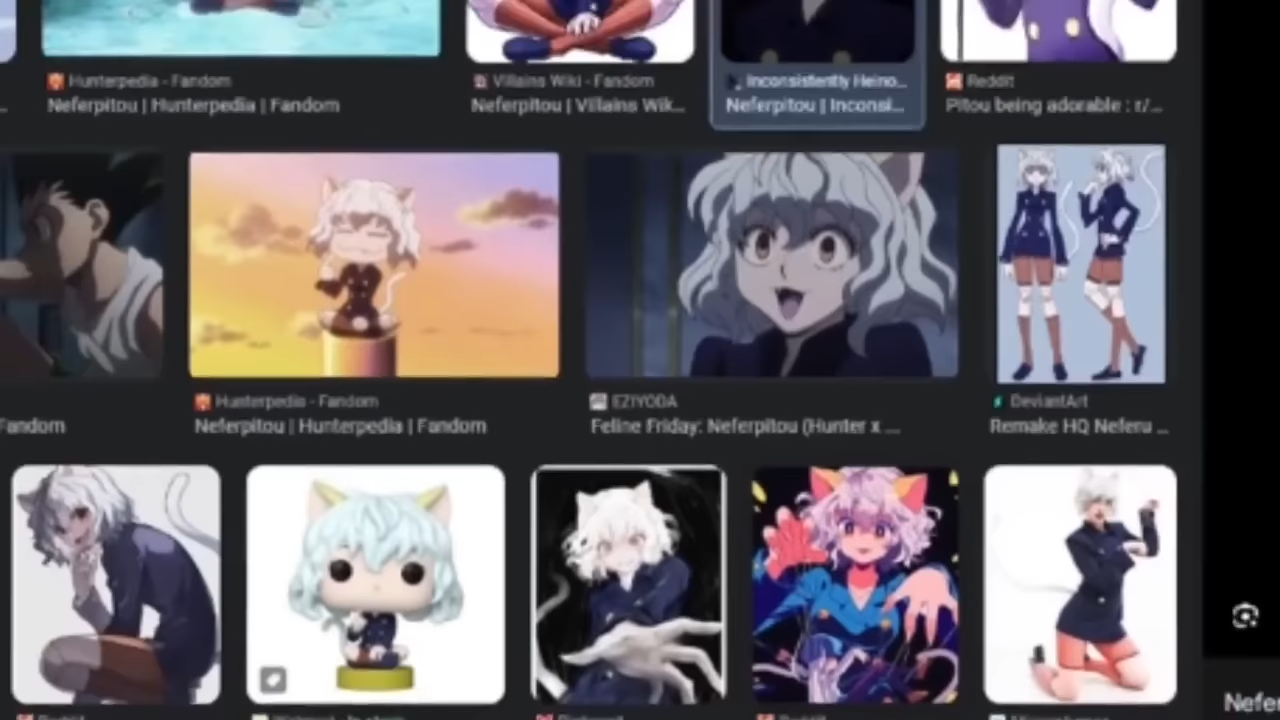 Hunterpedia - Fandom
Neferpitou | Hunterpedia | Fandom
Villains Wiki - Fandom
Neferpitou | Villains Wik...
Inconsistently Heino...
Neferpitou | Inconsi...
Reddit
Pitou being adorable : r/...
Fandom
Hunterpedia - Fandom
Neferpitou | Hunterpedia | Fandom
EZIYODA
Feline Friday: Neferpitou (Hunter x ...
DeviantArt
Remake HQ Neferu ...
Nefer